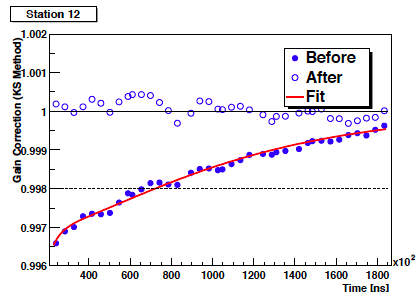 Station 12
1.002
1.001
1
0.999
0.998
0.997
0.996
Gain Correction (KS Method)
Before
After
Fit
400 600 800 1000 1200 1400 1600 1800
x10²
Time [ns]